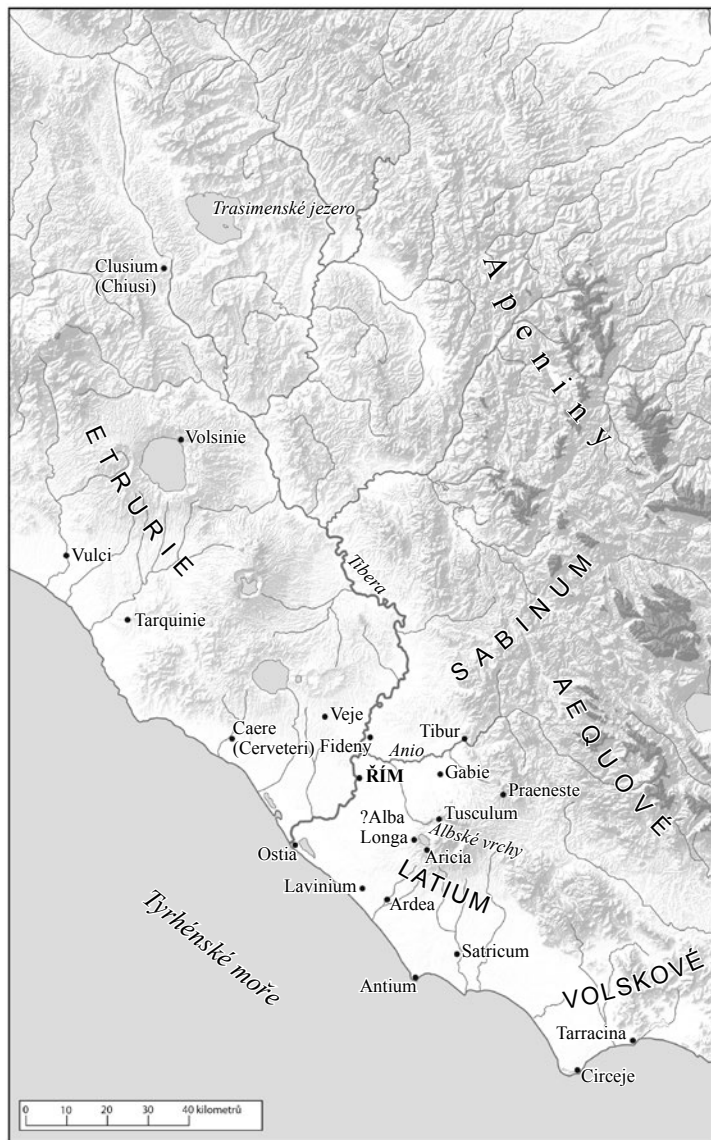 Trasimenské jezero
Clusium
(Chiusi)
Apeniny
Volsinie
ETRURIE
Vulci
Tibera
SABINUM
Tarquinie
AEQUOVÉ
Veje
Caere
(Cerveteri)
Fideny
Anio
Tibur
ŘÍM
Gabie
Praeneste
?Alba
Longa
Tusculum
Albské vrchy
Ostia
Aricia
LATIUM
Lavinium
Ardea
Tyrhénské moře
Satricum
Antium
VOLSKOVÉ
Tarracina
Circeje
0 10 20 30 40 kilometrů